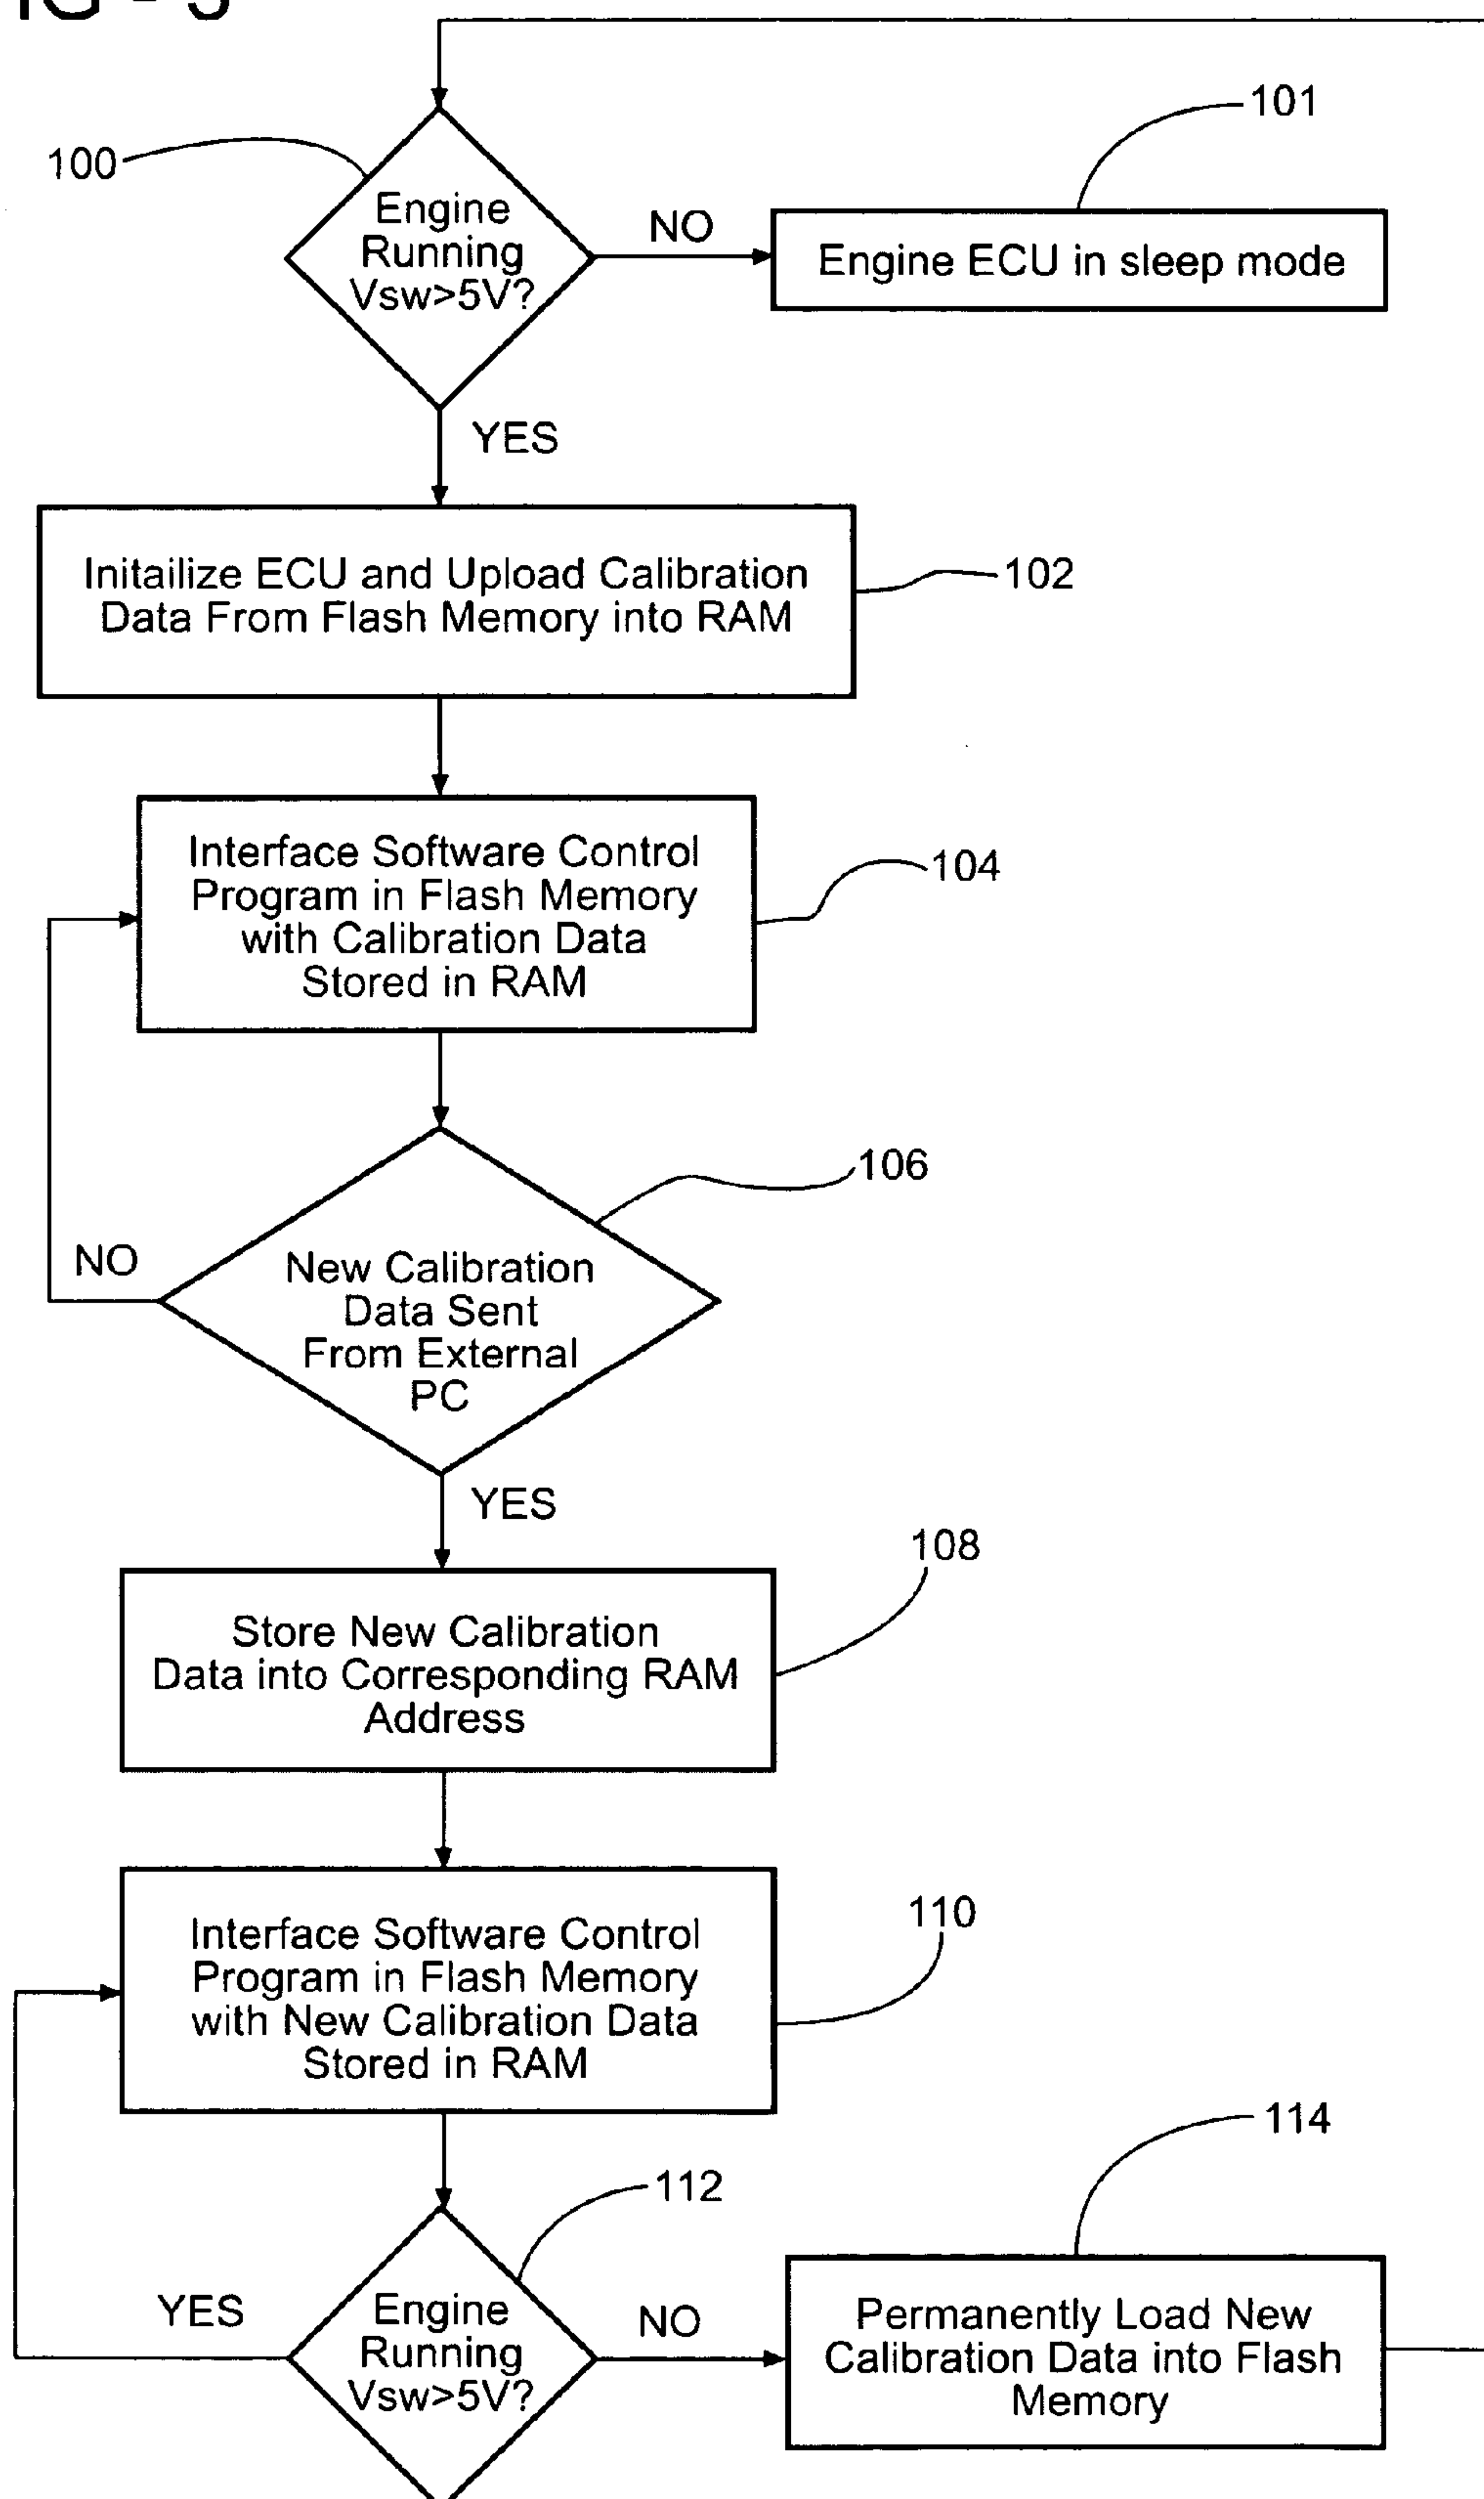 100
101
Engine
Running
Vsw>5V?
NO
Engine ECU in sleep mode
YES
Initailize ECU and Upload Calibration
Data From Flash Memory into RAM
102
Interface Software Control
Program in Flash Memory
with Calibration Data
Stored in RAM
104
106
NO
New Calibration
Data Sent
From External
PC
YES
108
Store New Calibration
Data into Corresponding RAM
Address
110
Interface Software Control
Program in Flash Memory
with New Calibration Data
Stored in RAM
114
112
YES
Engine
Running
Vsw>5V?
NO
Permanently Load New
Calibration Data into Flash
Memory